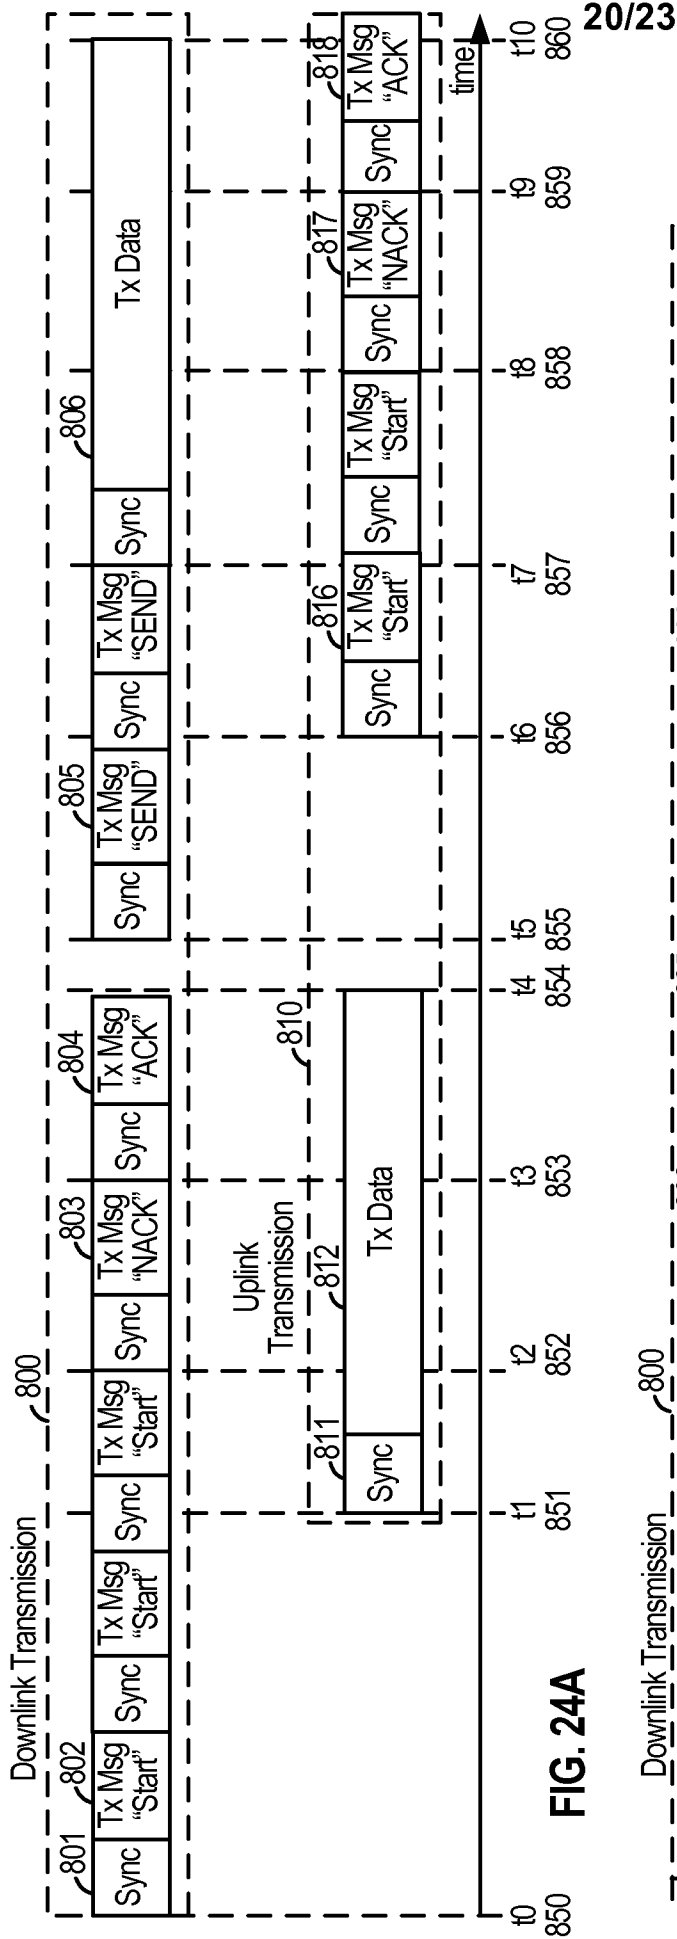 20/23
Downlink Transmission
800
801
802
803
804
805
806
Sync
Tx Msg
"Start"
Sync
Tx Msg
"Start"
Sync
Tx Msg
"Start"
Sync
Tx Msg
"NACK"
Sync
Tx Msg
"ACK"
Sync
Tx Msg
"SEND"
Sync
Tx Msg
"SEND"
Sync
Tx Data
Uplink
Transmission
810
811
812
816
817
818
Sync
Tx Data
Sync
Tx Msg
"Start"
Sync
Tx Msg
"Start"
Sync
Tx Msg
"NACK"
Sync
Tx Msg
"ACK"
time
t0
t1
t2
t3
t4
t5
t6
t7
t8
t9
t10
850
851
852
853
854
855
856
857
858
859
860
FIG. 24A
Downlink Transmission
800